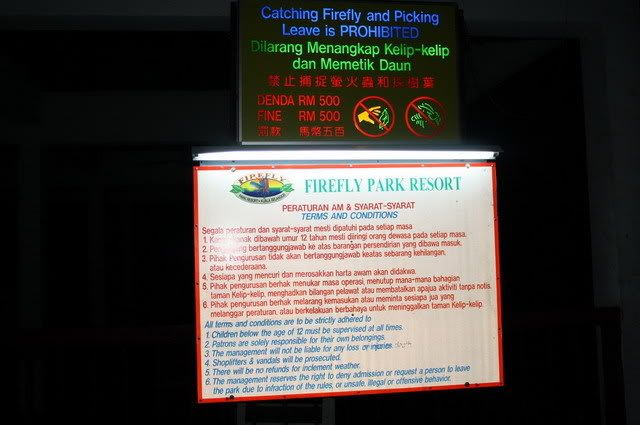 Catching Firefly and Picking
Leave is PROHIBITED
Dilarang Menangkap Kelip-kelip
dan Memetik Daun
禁止捕捉螢火蟲和採樹葉
DENDA RM 500
FINE RM 500
罰款 馬幣五百
FIREFLY
FIREFLY PARK RESORT
PERATURAN AM & SYARAT-SYARAT
TERMS AND CONDITIONS
Segala peraturan dan syarat-syarat mesti dipatuhi pada setiap masa
1. Kanak-kanak dibawah umur 12 tahun mesti diiringi orang dewasa pada setiap masa.
2. bertanggungjawab ke atas barangan persendirian yang dibawa masuk.
3. Pihak Pengurusan tidak akan bertanggungjawab keatas sebarang kehilangan,
atau kecederaana.
4. Sesiapa yang mencuri dan merosakkan harta awam akan didakwa.
5. Pihak pengurusan berhak menukar masa operasi, menutup mana-mana bahagian
taman Kelip-kelip, menghadkan bilangan pelawat atau membatalkan apajua aktiviti tanpa notis.
6. Pihak pengurusan berhak melarang kemasukan atau meminta sesiapa jua yang
melanggar peraturan, atau berkelakuan berbahaya untuk meninggalkan taman Kelip-kelip.
All terms and conditions are to be strictly adhered to
1. Children below the age of 12 must be supervised at all times.
2. Patrons are solely responsible for their own belongings.
3. The management will not be liable for any loss or injuries death
4. Shoplifters & vandals will be prosecuted.
5. There will be no refunds for inclement weather.
6. The management reserves the right to deny admission or request a person to leave
the park due to infraction of the rules, or unsafe, illegal or offensive behavior.